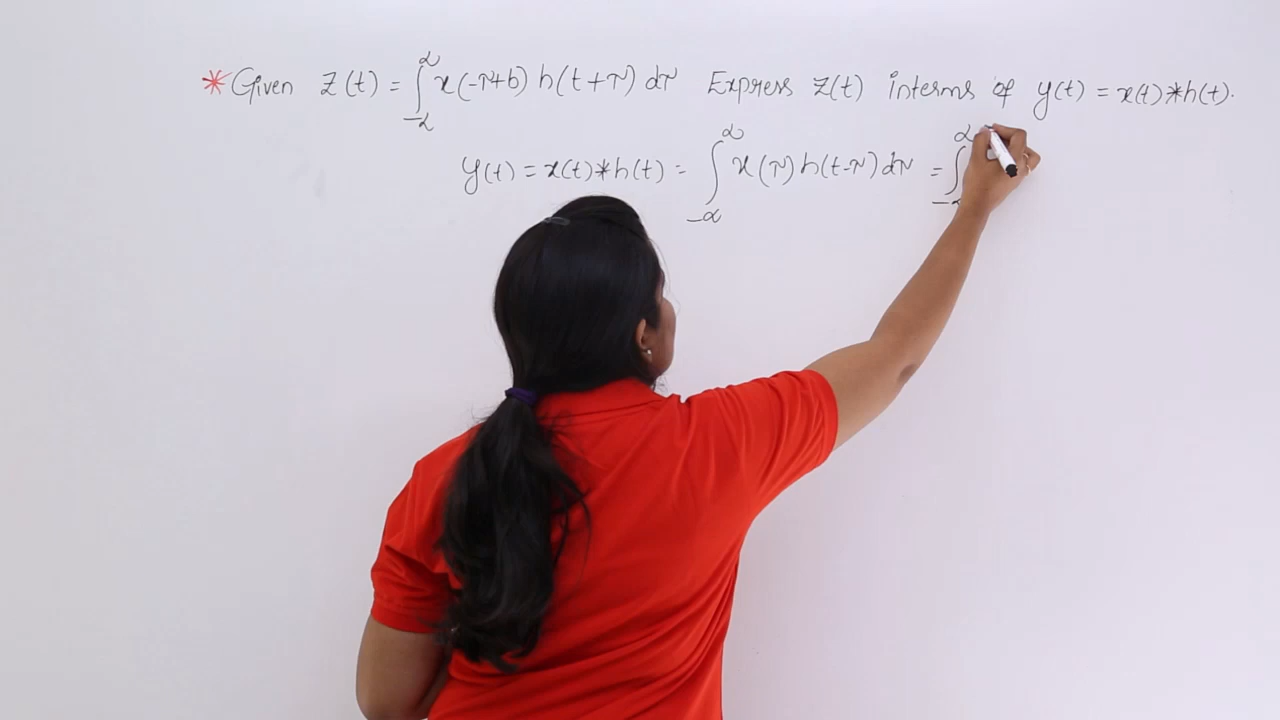 *Given Z(t) = ∫_{-∞}^{∞} x(-τ+b) h(t+τ) dτ Express Z(t) interms of y(t) = x(t)*h(t).
y(t) = x(t)*h(t) = ∫_{-∞}^{∞} x(τ) h(t-τ) dτ = ∫_{-∞}^{∞}